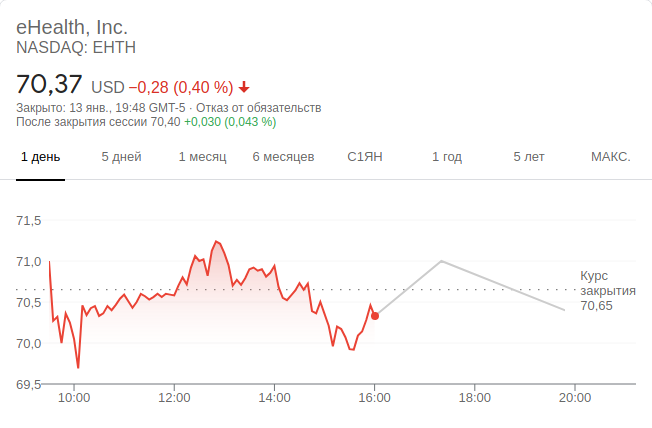 eHealth, Inc.
NASDAQ: EHTH
70,37 USD −0,28 (0,40 %)
Закрыто: 13 янв., 19:48 GMT-5 · Отказ от обязательств
После закрытия сессии 70,40 +0,030 (0,043 %)
1 день 5 дней 1 месяц 6 месяцев С1ЯН 1 год 5 лет МАКС.
71,5
71,0
70,5
70,0
69,5
Курс
закрытия
70,65
10:00 12:00 14:00 16:00 18:00 20:00